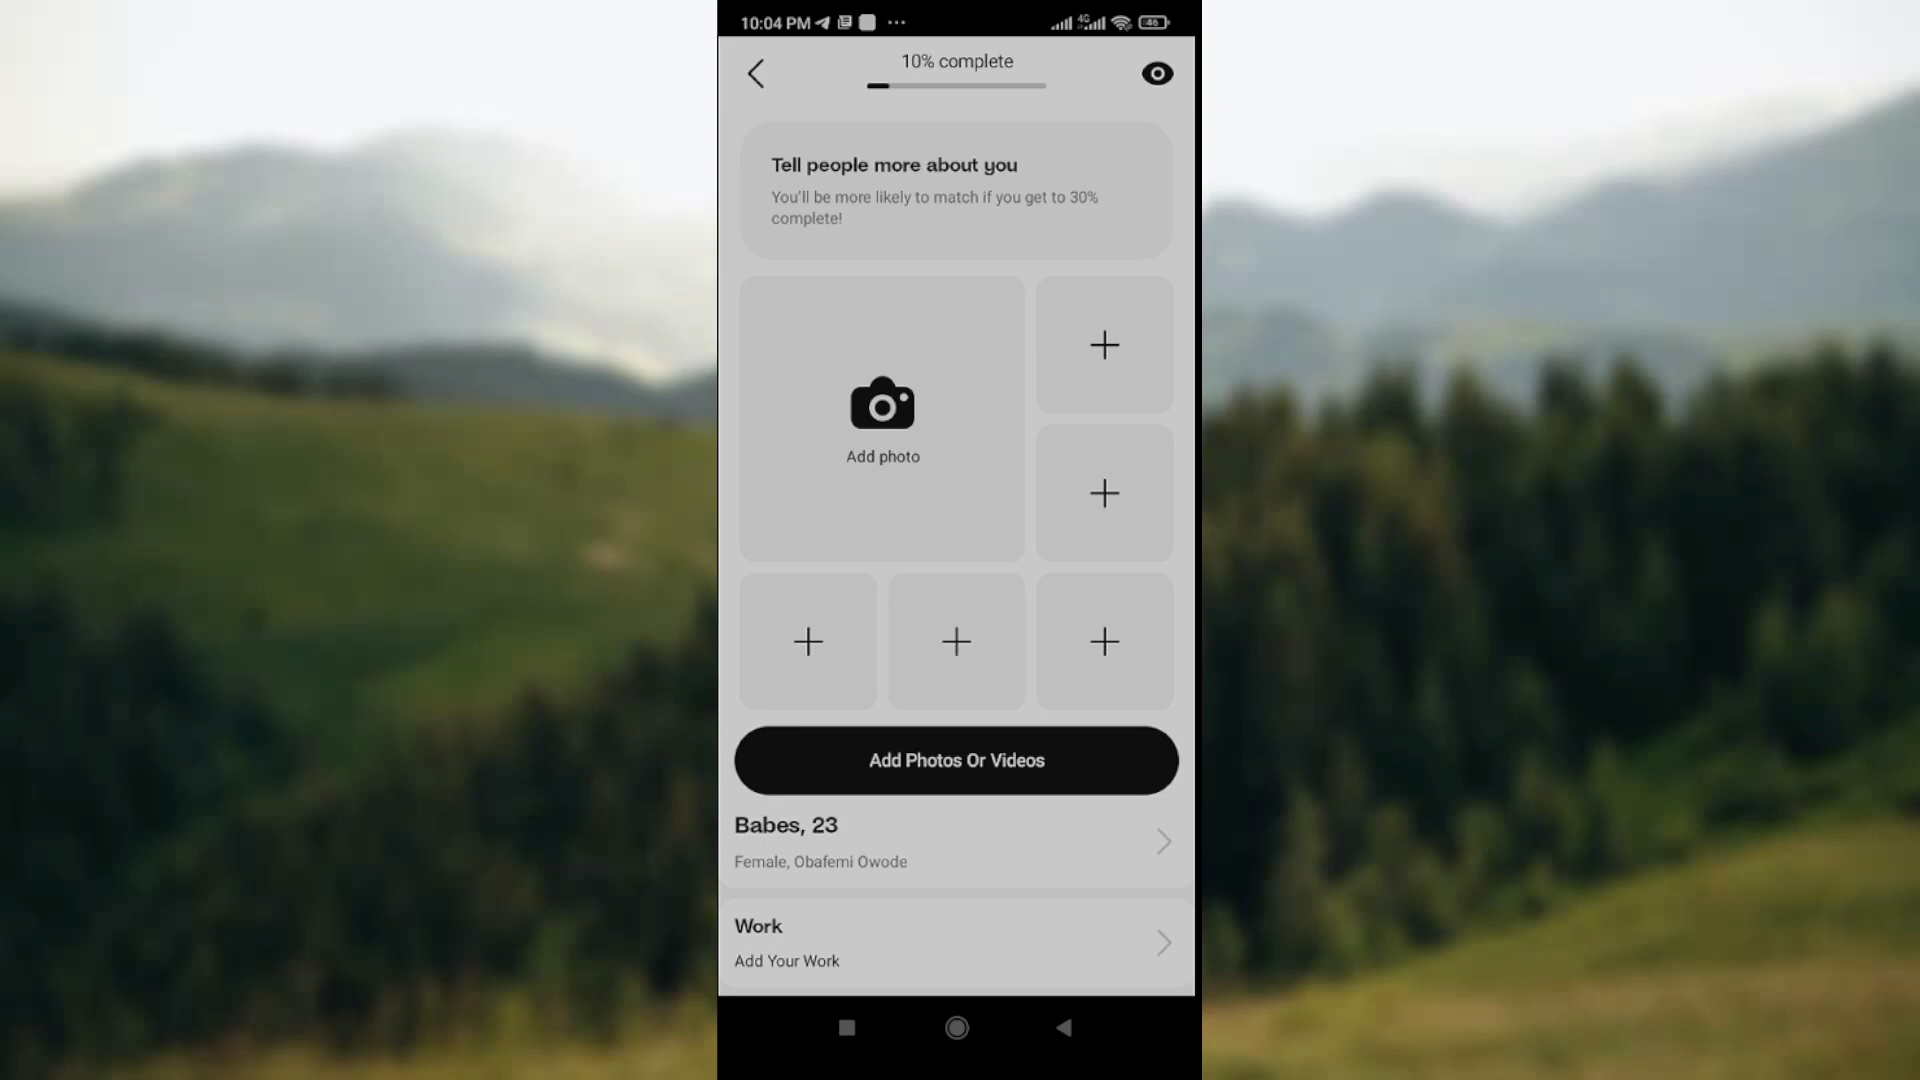 10:04 PM
4G
46
10% complete
Tell people more about you
You'll be more likely to match if you get to 30%
complete!
Add photo
Add Photos Or Videos
Babes, 23
Female, Obafemi Owode
Work
Add Your Work